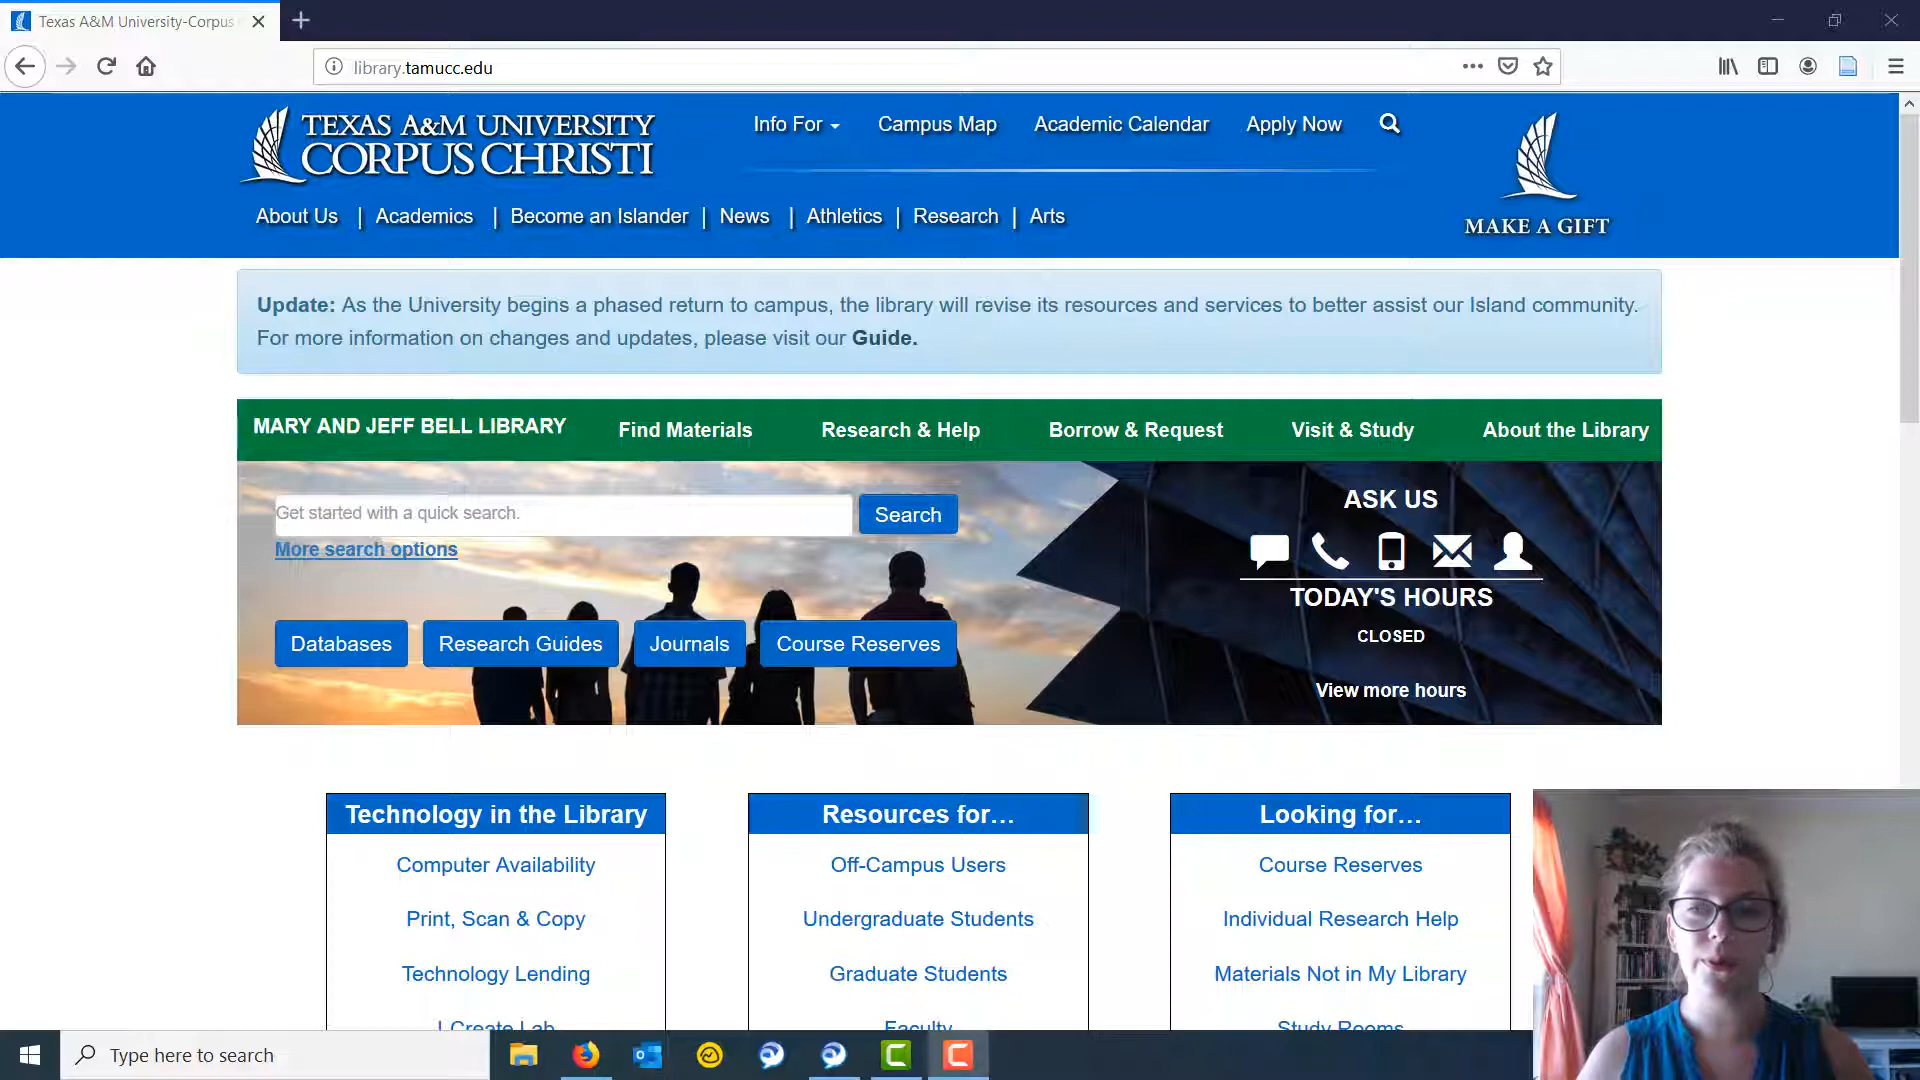 Texas A&M University-Corpus
library.tamucc.edu
TEXAS A&M UNIVERSITY
CORPUS CHRISTI
Info For
Campus Map
Academic Calendar
Apply Now
MAKE A GIFT
About Us | Academics | Become an Islander | News | Athletics | Research | Arts
Update: As the University begins a phased return to campus, the library will revise its resources and services to better assist our Island community.
For more information on changes and updates, please visit our Guide.
MARY AND JEFF BELL LIBRARY
Find Materials
Research & Help
Borrow & Request
Visit & Study
About the Library
Get started with a quick search.
Search
More search options
Databases
Research Guides
Journals
Course Reserves
ASK US
TODAY'S HOURS
CLOSED
View more hours
Technology in the Library
Computer Availability
Print, Scan & Copy
Technology Lending
I Create Lab
Resources for...
Off-Campus Users
Undergraduate Students
Graduate Students
Faculty
Looking for...
Course Reserves
Individual Research Help
Materials Not in My Library
Study Rooms
Type here to search